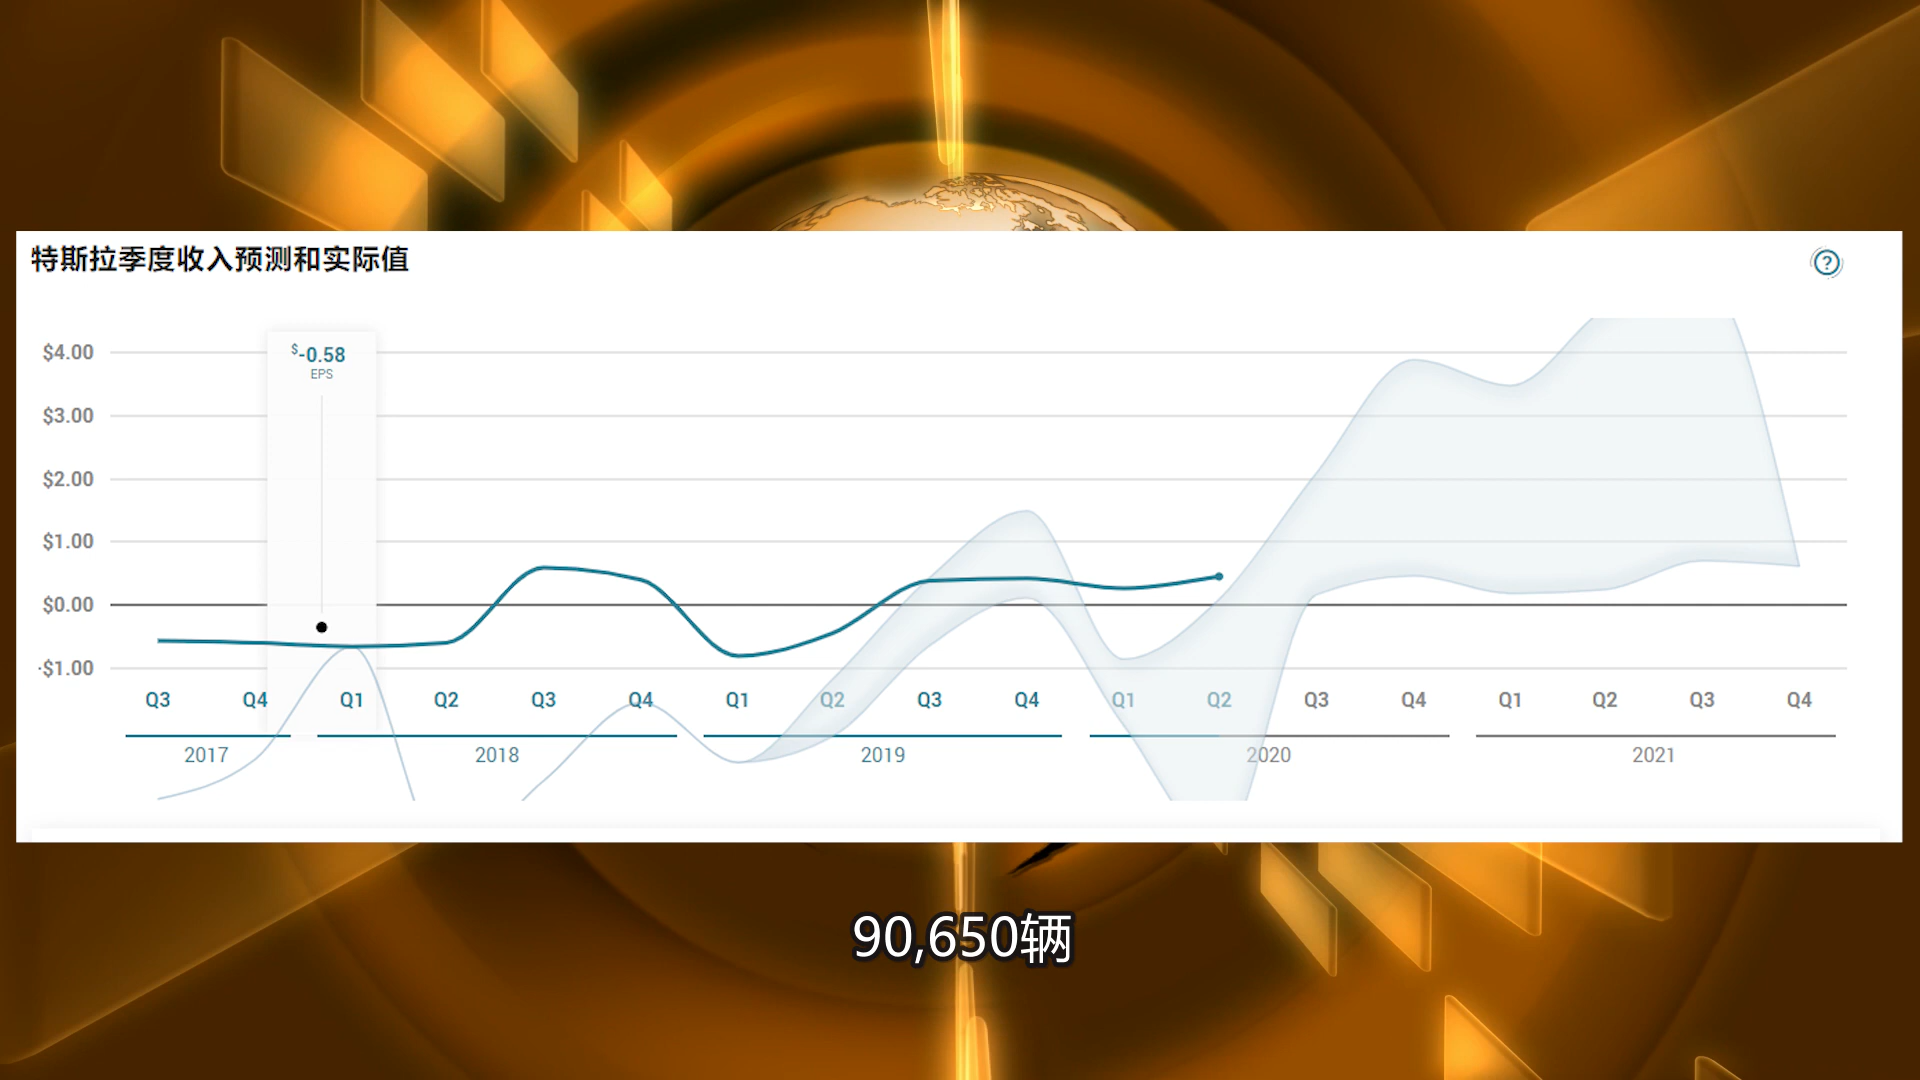 特斯拉季度收入预测和实际值
?
$-0.58
EPS
$4.00
$3.00
$2.00
$1.00
$0.00
-$1.00
Q3 Q4 Q1 Q2 Q3 Q4 Q1 Q2 Q3 Q4 Q1 Q2 Q3 Q4 Q1 Q2 Q3 Q4
2017 2018 2019 2020 2021
90,650辆